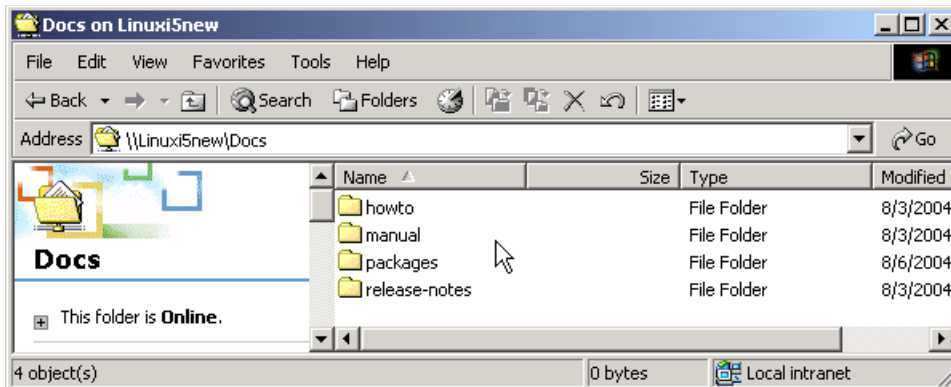 Docs on Linuxi5new
File Edit View Favorites Tools Help
Back Search Folders
Address \\Linuxi5new\Docs Go
Name Size Type Modified
howto File Folder 8/3/2004
manual File Folder 8/3/2004
packages File Folder 8/6/2004
release-notes File Folder 8/3/2004
Docs
This folder is Online.
4 object(s) 0 bytes Local intranet